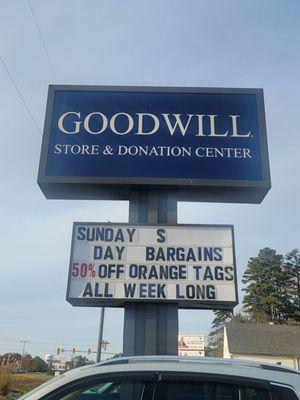 GOODWILL
STORE & DONATION CENTER
SUNDAY S
DAY BARGAINS
50% OFF ORANGE TAGS
ALL WEEK LONG